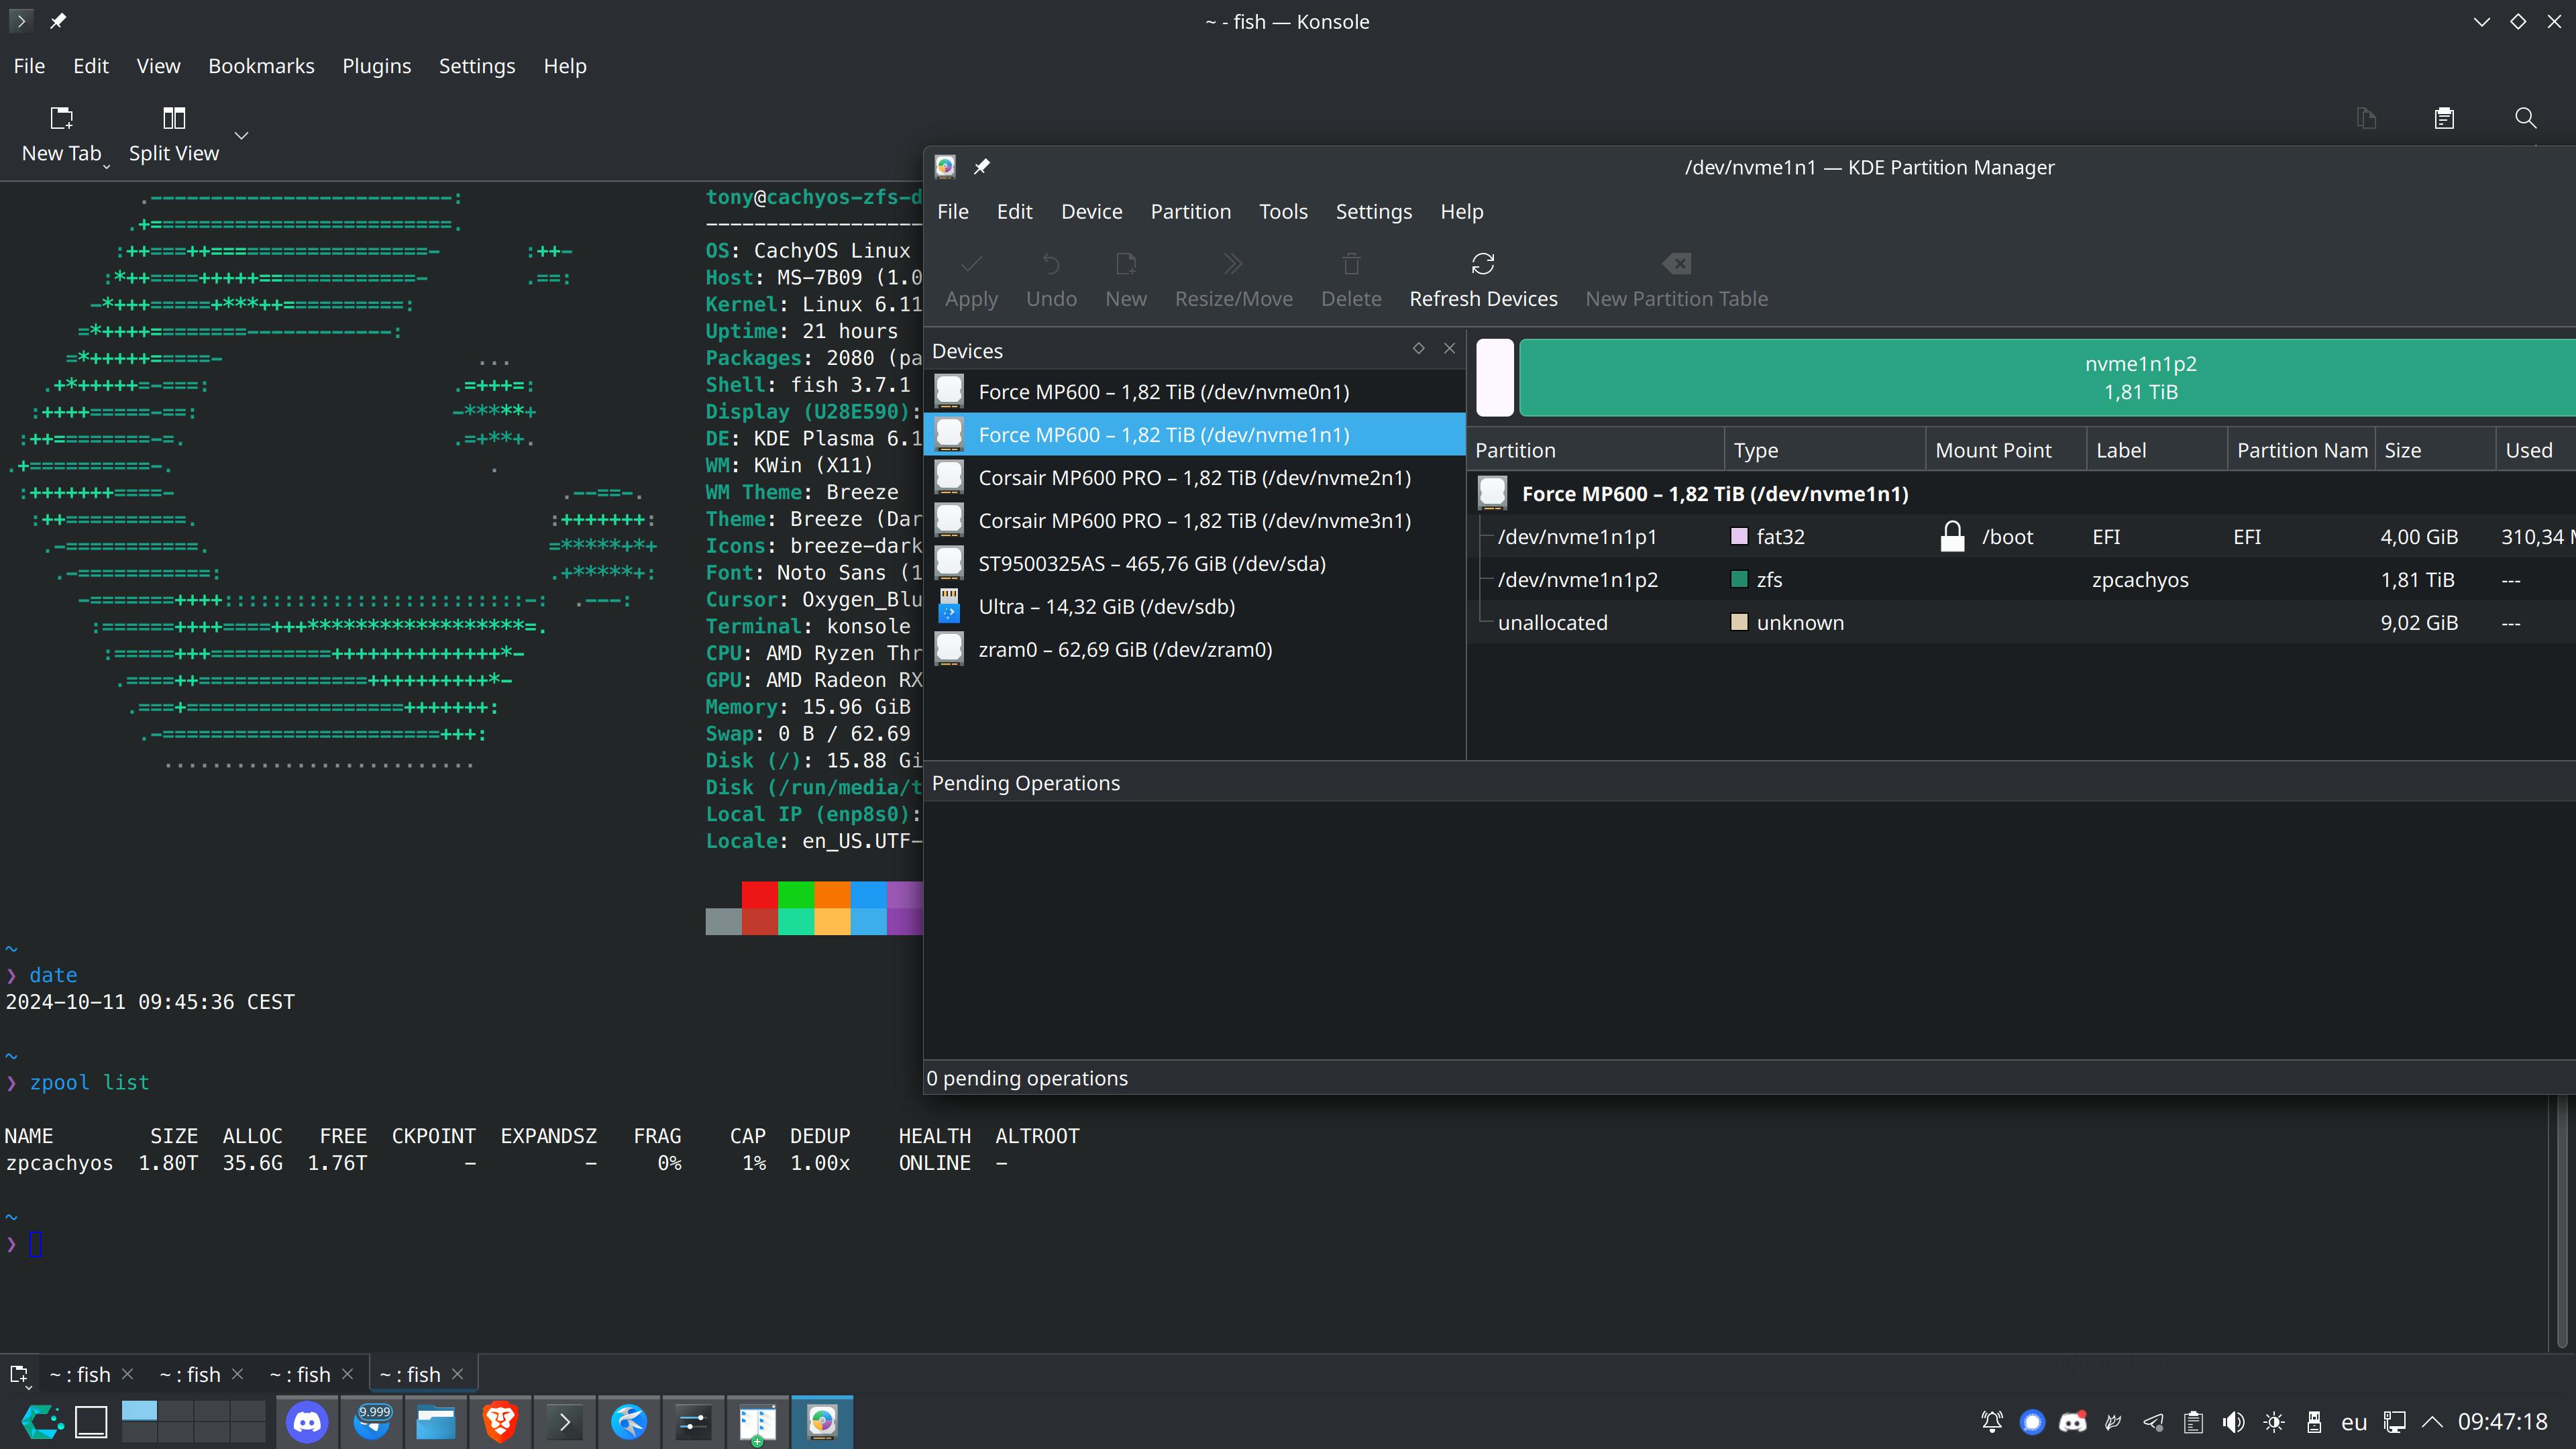 ~ - fish — Konsole
File Edit View Bookmarks Plugins Settings Help
New Tab Split View
tony@cachyos-zfs-d
OS: CachyOS Linux
Host: MS-7B09 (1.0
Kernel: Linux 6.11
Uptime: 21 hours
Packages: 2080 (pa
Shell: fish 3.7.1
Display (U28E590):
DE: KDE Plasma 6.1
WM: KWin (X11)
WM Theme: Breeze
Theme: Breeze (Dar
Icons: breeze-dark
Font: Noto Sans (1
Cursor: Oxygen_Blu
Terminal: konsole
CPU: AMD Ryzen Thr
GPU: AMD Radeon RX
Memory: 15.96 GiB
Swap: 0 B / 62.69
Disk (/): 15.88 Gi
Disk (/run/media/t
Local IP (enp8s0):
Locale: en_US.UTF-
~
❯ date
2024-10-11 09:45:36 CEST
~
❯ zpool list
NAME SIZE ALLOC FREE CKPOINT EXPANDSZ FRAG CAP DEDUP HEALTH ALTROOT
zpcachyos 1.80T 35.6G 1.76T - - 0% 1% 1.00x ONLINE -
~
❯
/dev/nvme1n1 — KDE Partition Manager
File Edit Device Partition Tools Settings Help
Apply Undo New Resize/Move Delete Refresh Devices New Partition Table
Devices
Force MP600 – 1,82 TiB (/dev/nvme0n1)
Force MP600 – 1,82 TiB (/dev/nvme1n1)
Corsair MP600 PRO – 1,82 TiB (/dev/nvme2n1)
Corsair MP600 PRO – 1,82 TiB (/dev/nvme3n1)
ST9500325AS – 465,76 GiB (/dev/sda)
Ultra – 14,32 GiB (/dev/sdb)
zram0 – 62,69 GiB (/dev/zram0)
nvme1n1p2
1,81 TiB
Partition Type Mount Point Label Partition Nam Size Used
Force MP600 – 1,82 TiB (/dev/nvme1n1)
/dev/nvme1n1p1 fat32 /boot EFI EFI 4,00 GiB 310,34 M
/dev/nvme1n1p2 zfs zpcachyos 1,81 TiB ---
unallocated unknown 9,02 GiB ---
Pending Operations
0 pending operations
~ : fish ~ : fish ~ : fish ~ : fish
9.999 eu 09:47:18